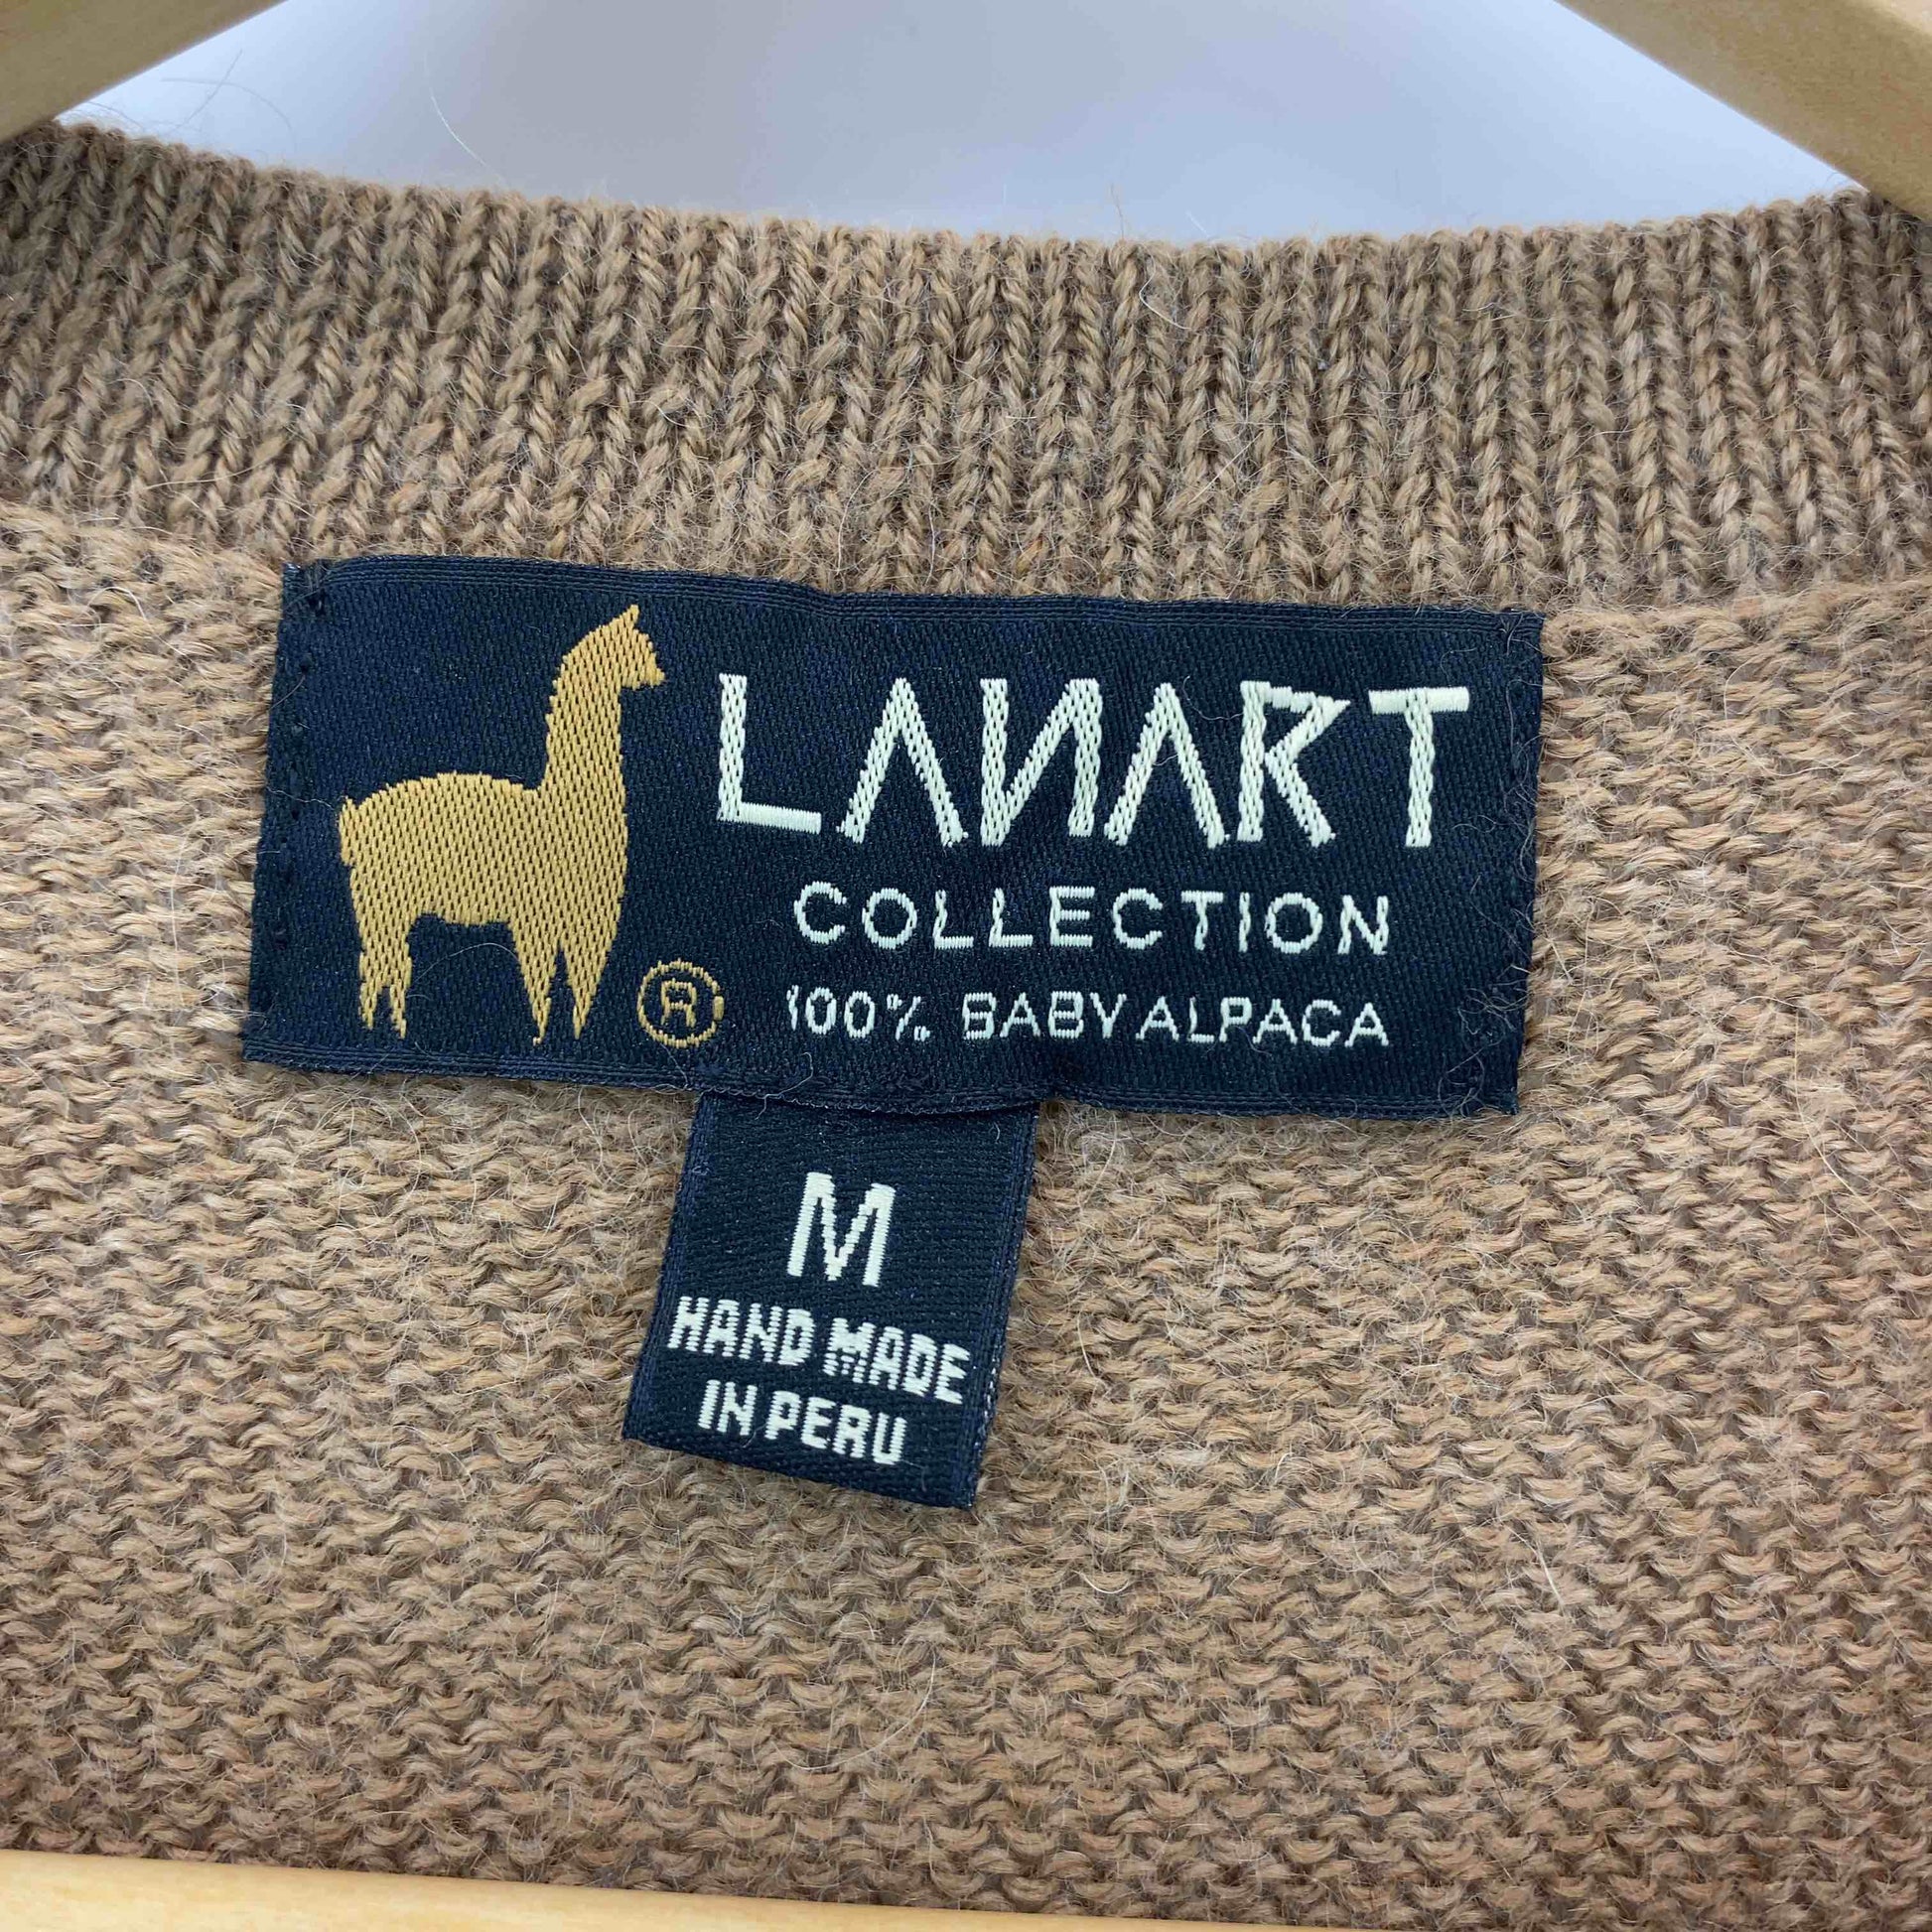 LANART
COLLECTION
® 100% BABY ALPACA
M
HAND MADE
IN PERU